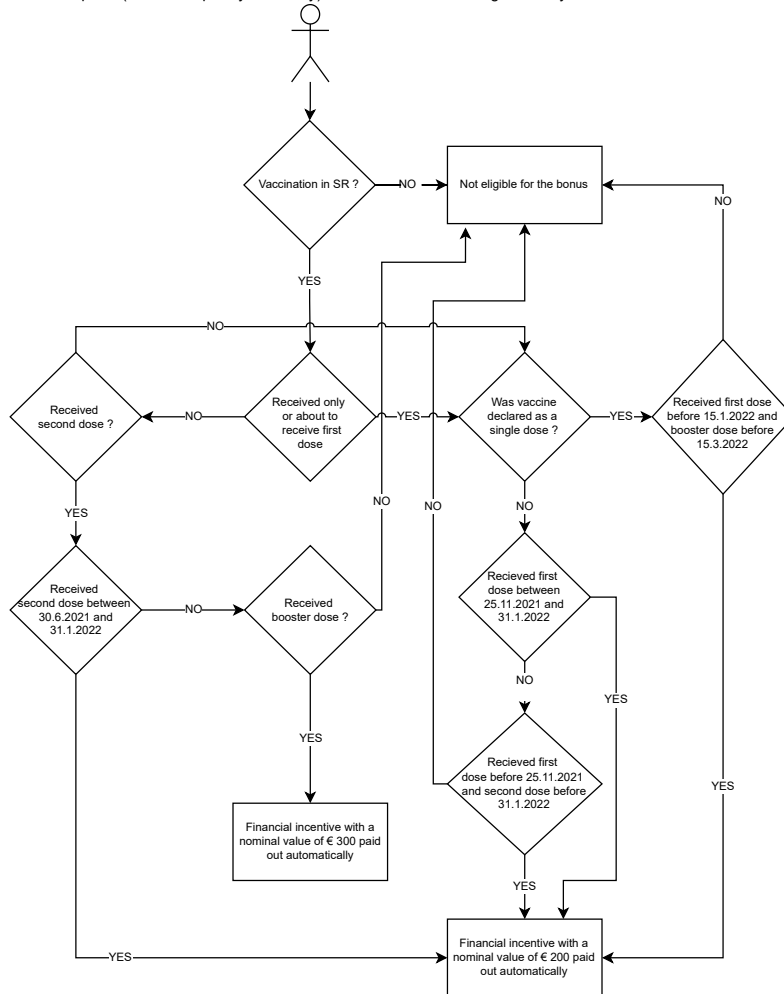 Vaccination in SR ?
NO
Not eligible for the bonus
NO
YES
NO
Received
second dose ?
NO
Received only
or about to
receive first
dose
YES
Was vaccine
declared as a
single dose ?
YES
Received first dose
before 15.1.2022 and
booster dose before
15.3.2022
YES
NO
NO
NO
Received
second dose between
30.6.2021 and
31.1.2022
NO
Received
booster dose ?
Recieved first
dose between
25.11.2021 and
31.1.2022
NO
YES
YES
Recieved first
dose before 25.11.2021
and second dose before
31.1.2022
YES
Financial incentive with a
nominal value of € 300 paid
out automatically
YES
YES
Financial incentive with a
nominal value of € 200 paid
out automatically